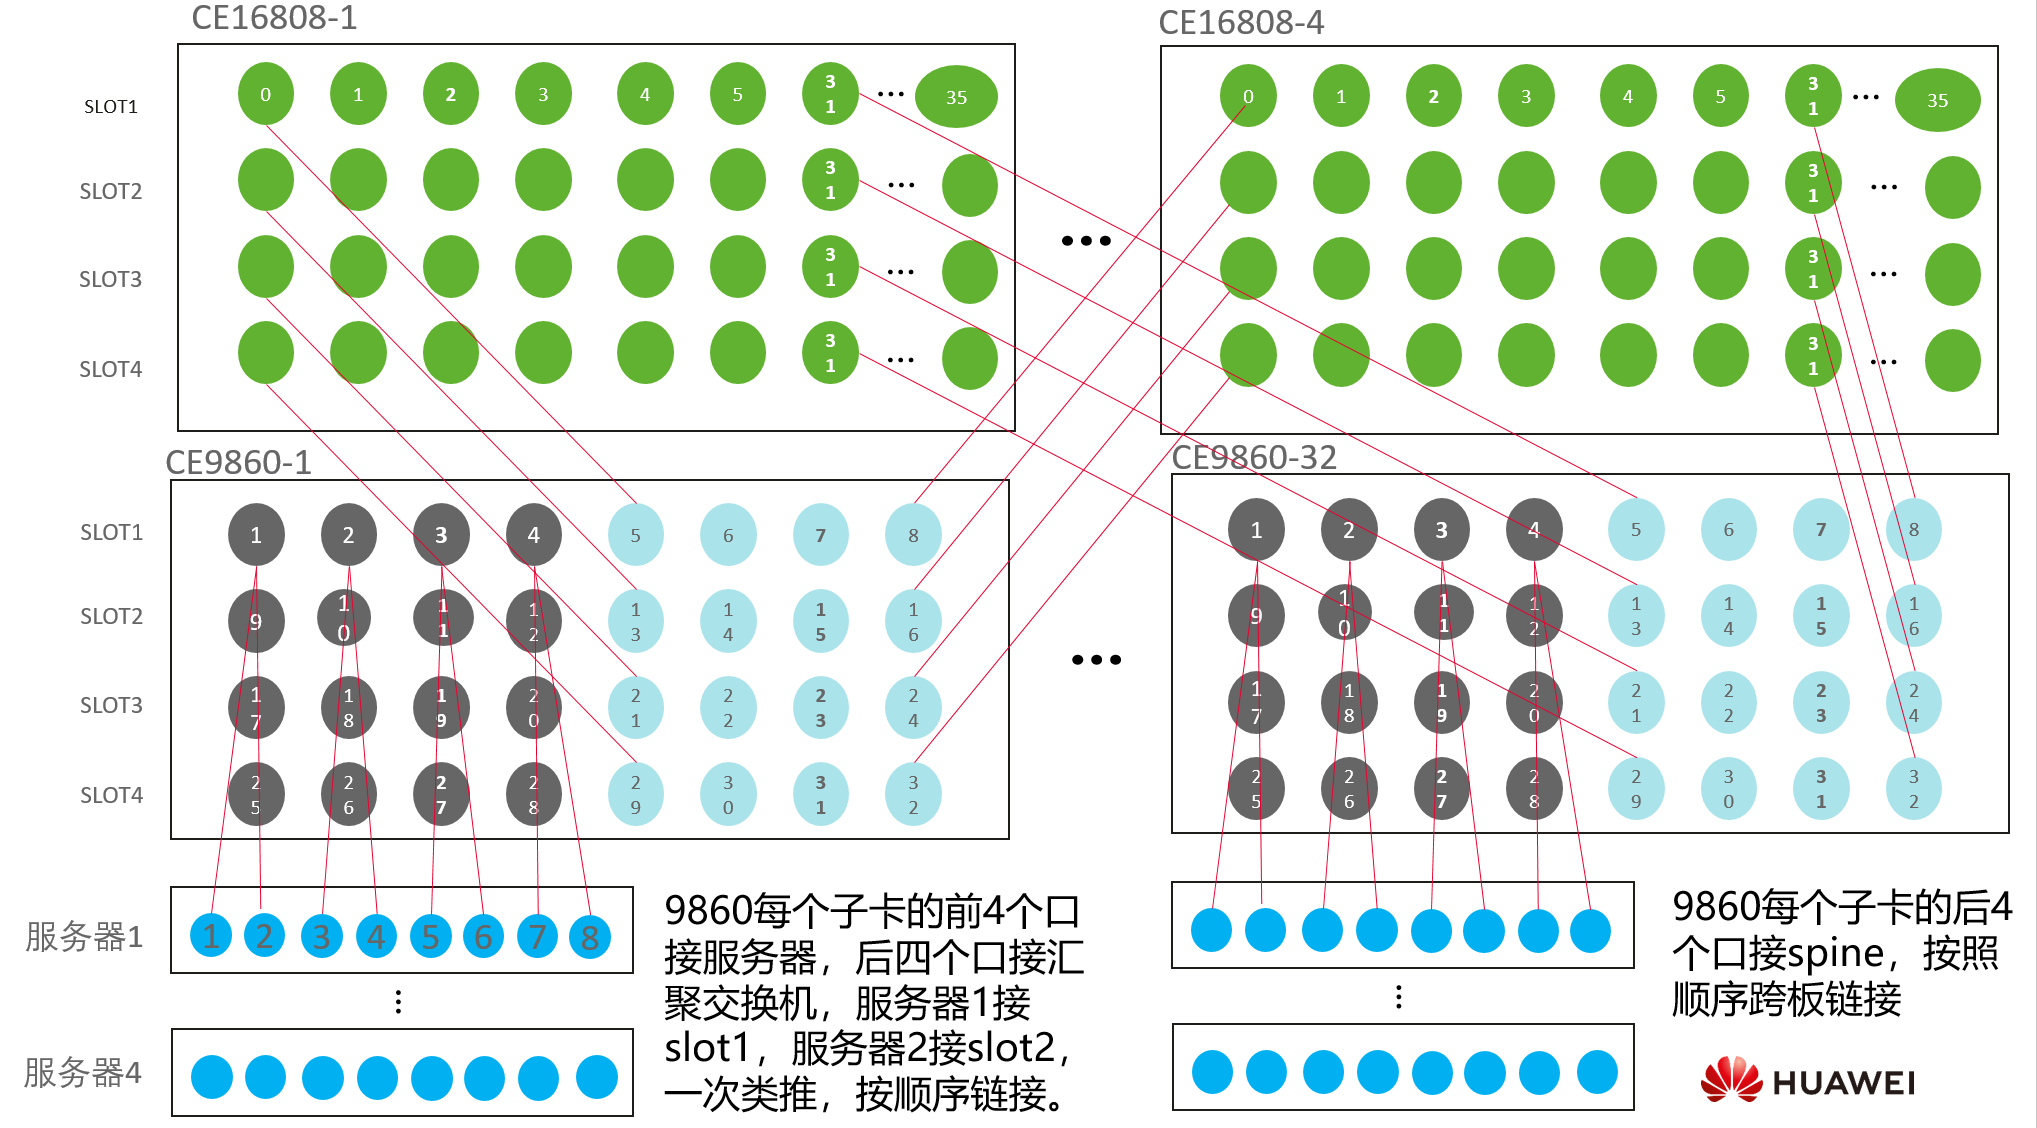 CE16808-1
CE16808-4
SLOT1
0 1 2 3 4 5 31 … 35
0 1 2 3 4 5 31 … 35
SLOT2
31 …
31 …
SLOT3
31 …
31 …
SLOT4
31 …
31 …
CE9860-1
CE9860-32
SLOT1
1 2 3 4 5 6 7 8
1 2 3 4 5 6 7 8
SLOT2
9 10 11 12 13 14 15 16
9 10 11 12 13 14 15 16
SLOT3
17 18 19 20 21 22 23 24
17 18 19 20 21 22 23 24
SLOT4
25 26 27 28 29 30 31 32
25 26 27 28 29 30 31 32
服务器1
1 2 3 4 5 6 7 8
服务器4
9860每个子卡的前4个口
接服务器，后四个口接汇
聚交换机，服务器1接
slot1，服务器2接slot2，
一次类推，按顺序链接。
9860每个子卡的后4
个口接spine，按照
顺序跨板链接
HUAWEI